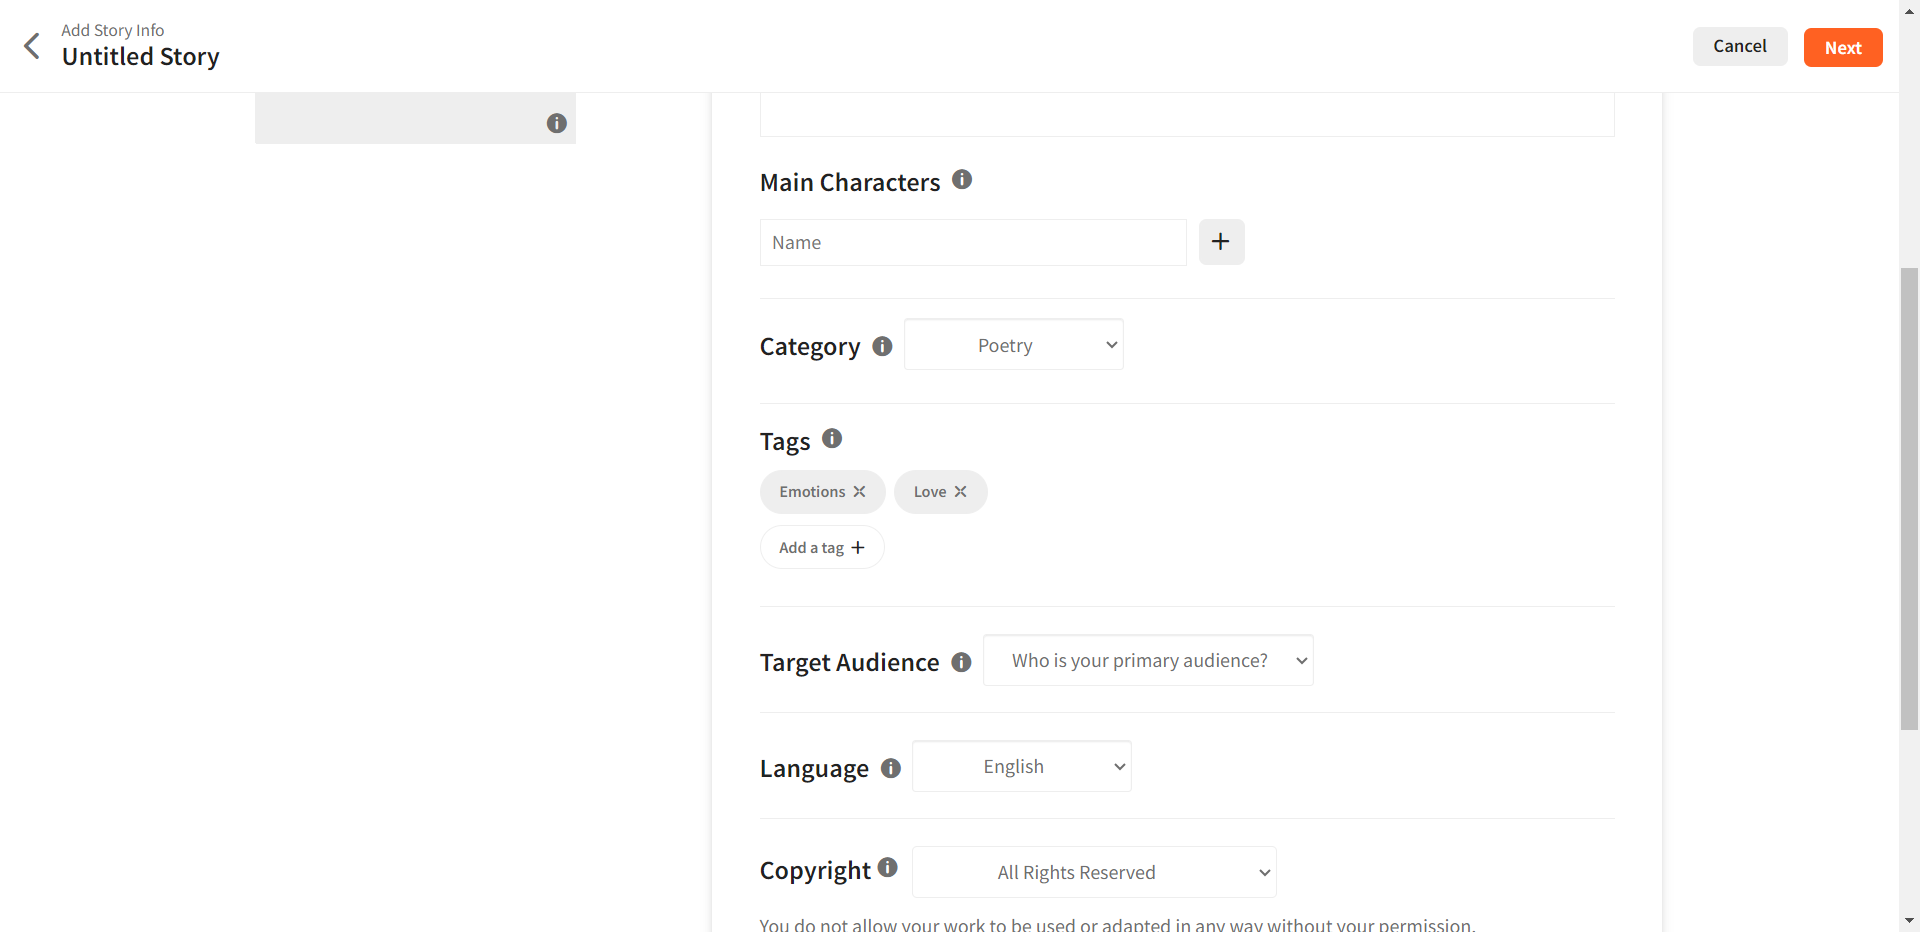 Add Story Info
Untitled Story
Cancel
Next
Main Characters
Name
Category
Poetry
Tags
Emotions
Love
Add a tag
Target Audience
Who is your primary audience?
Language
English
Copyright
All Rights Reserved
You do not allow your work to be used or adapted in any way without your permission.